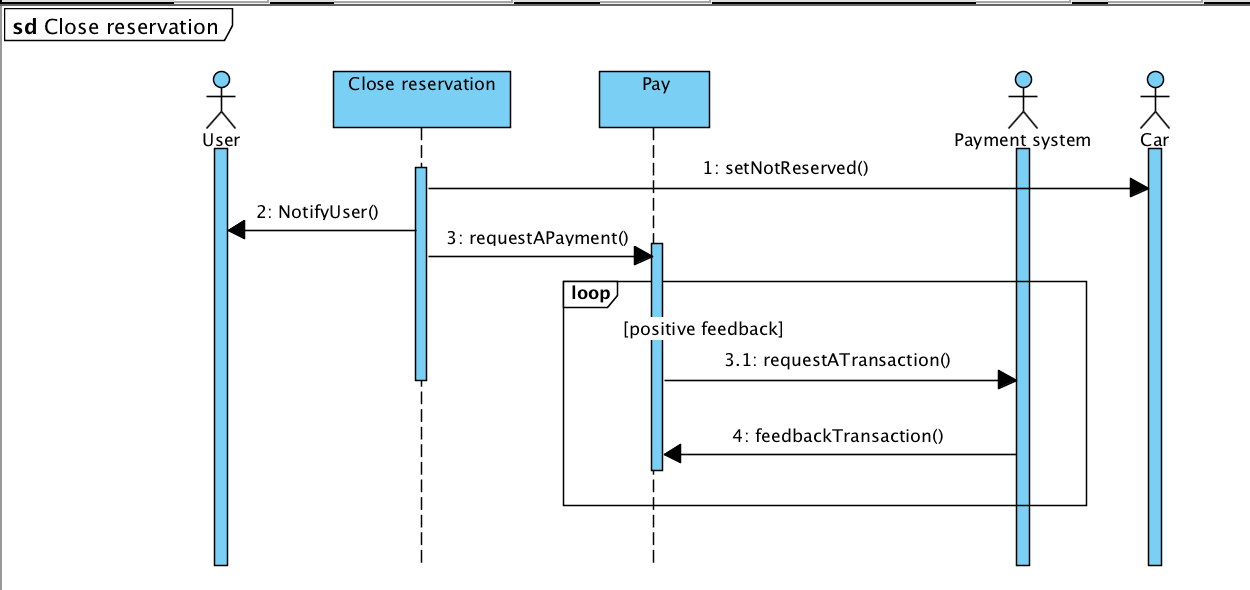 sd Close reservation
Close reservation
Pay
User
Payment system
Car
1: setNotReserved()
2: NotifyUser()
3: requestAPayment()
loop
[positive feedback]
3.1: requestATransaction()
4: feedbackTransaction()